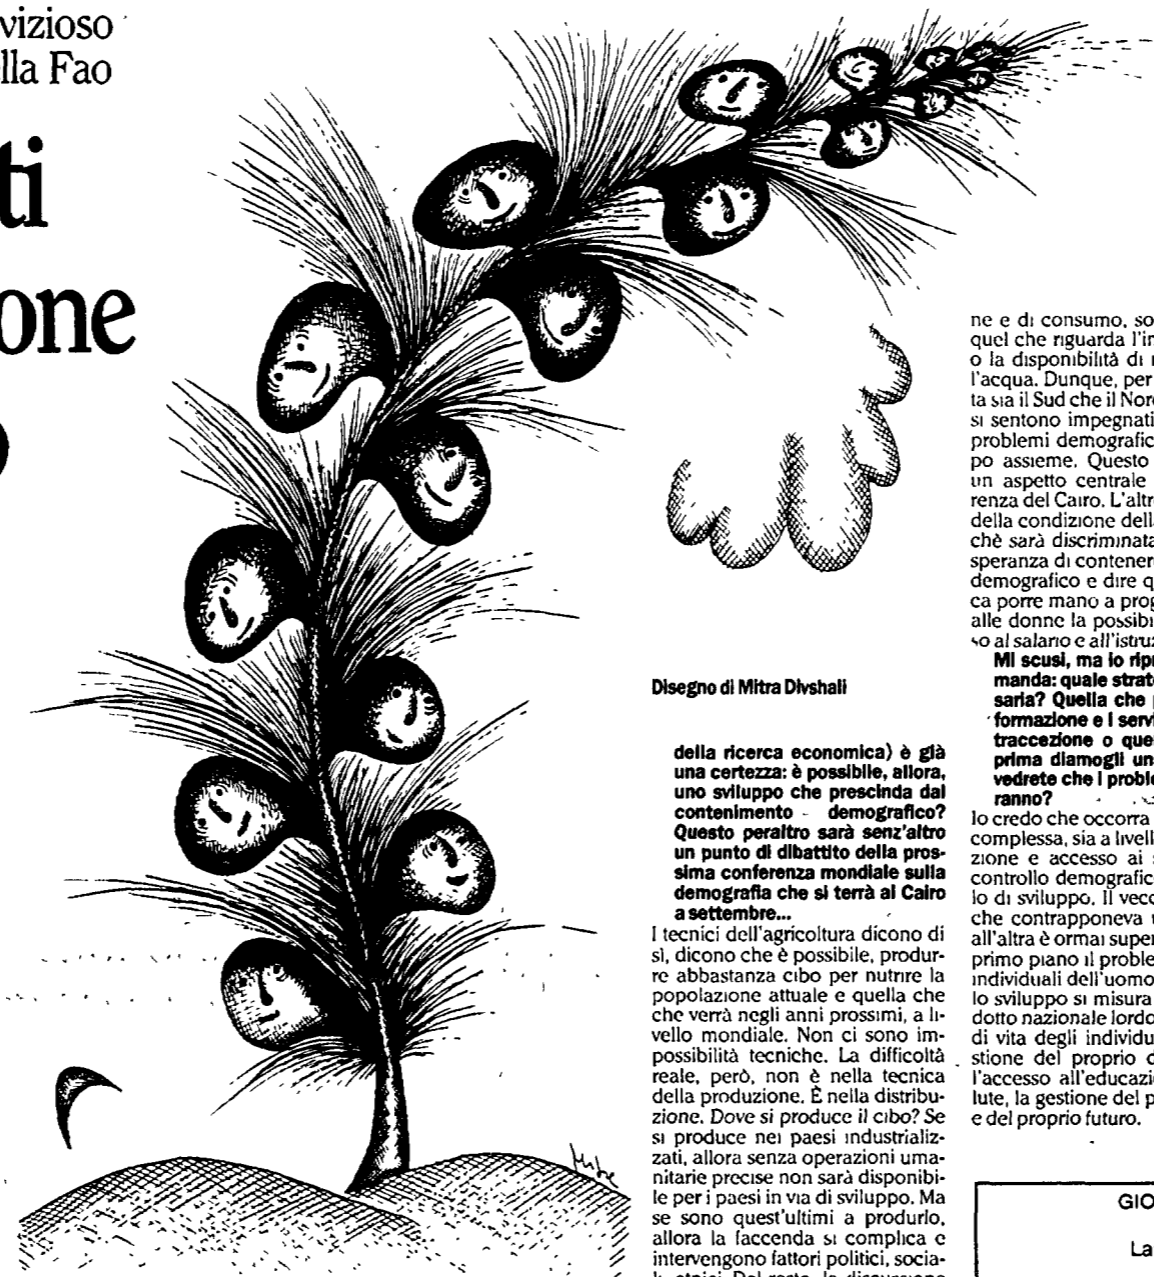 vizioso
lla Fao
ti
one
Disegno di Mitra Divshali
della ricerca economica) è già
una certezza: è possibile, allora,
uno sviluppo che prescinda dal
contenimento demografico?
Questo peraltro sarà senz'altro
un punto di dibattito della pros-
sima conferenza mondiale sulla
demografia che si terrà al Cairo
a settembre...
I tecnici dell'agricoltura dicono di
sì, dicono che è possibile, produr-
re abbastanza cibo per nutrire la
popolazione attuale e quella che
che verrà negli anni prossimi, a li-
vello mondiale. Non ci sono im-
possibilità tecniche. La difficoltà
reale, però, non è nella tecnica
della produzione. È nella distribu-
zione. Dove si produce il cibo? Se
si produce nei paesi industrializ-
zati, allora senza operazioni uma-
nitarie precise non sarà disponibi-
le per i paesi in via di sviluppo. Ma
se sono quest'ultimi a produrlo,
allora la faccenda si complica e
intervengono fattori politici, socia-
ne e di consumo, so
quel che riguarda l'in
o la disponibilità di
l'acqua. Dunque, per
ta sia il Sud che il Nord
si sentono impegnati
problemi demografic
po assieme. Questo
un aspetto centrale
renza del Cairo. L'altr
della condizione dell
chè sarà discriminata
speranza di contener
demografico e dire q
ca porre mano a prog
alle donne la possibi
so al salario e all'istruz
Mi scusi, ma io ripr
manda: quale strat
saria? Quella che
formazione e i serv
traccezione o que
prima diamogli un
vedrete che i proble
ranno?
Io credo che occorra
complessa, sia a livell
zione e accesso ai
controllo demografic
lo di sviluppo. Il vecc
che contrapponeva
all'altra è ormai super
primo piano il proble
individuali dell'uomo
lo sviluppo si misura
dotto nazionale lordo
di vita degli individu
stione del proprio
l'accesso all'educazi
lute, la gestione del p
e del proprio futuro.
GIO
La